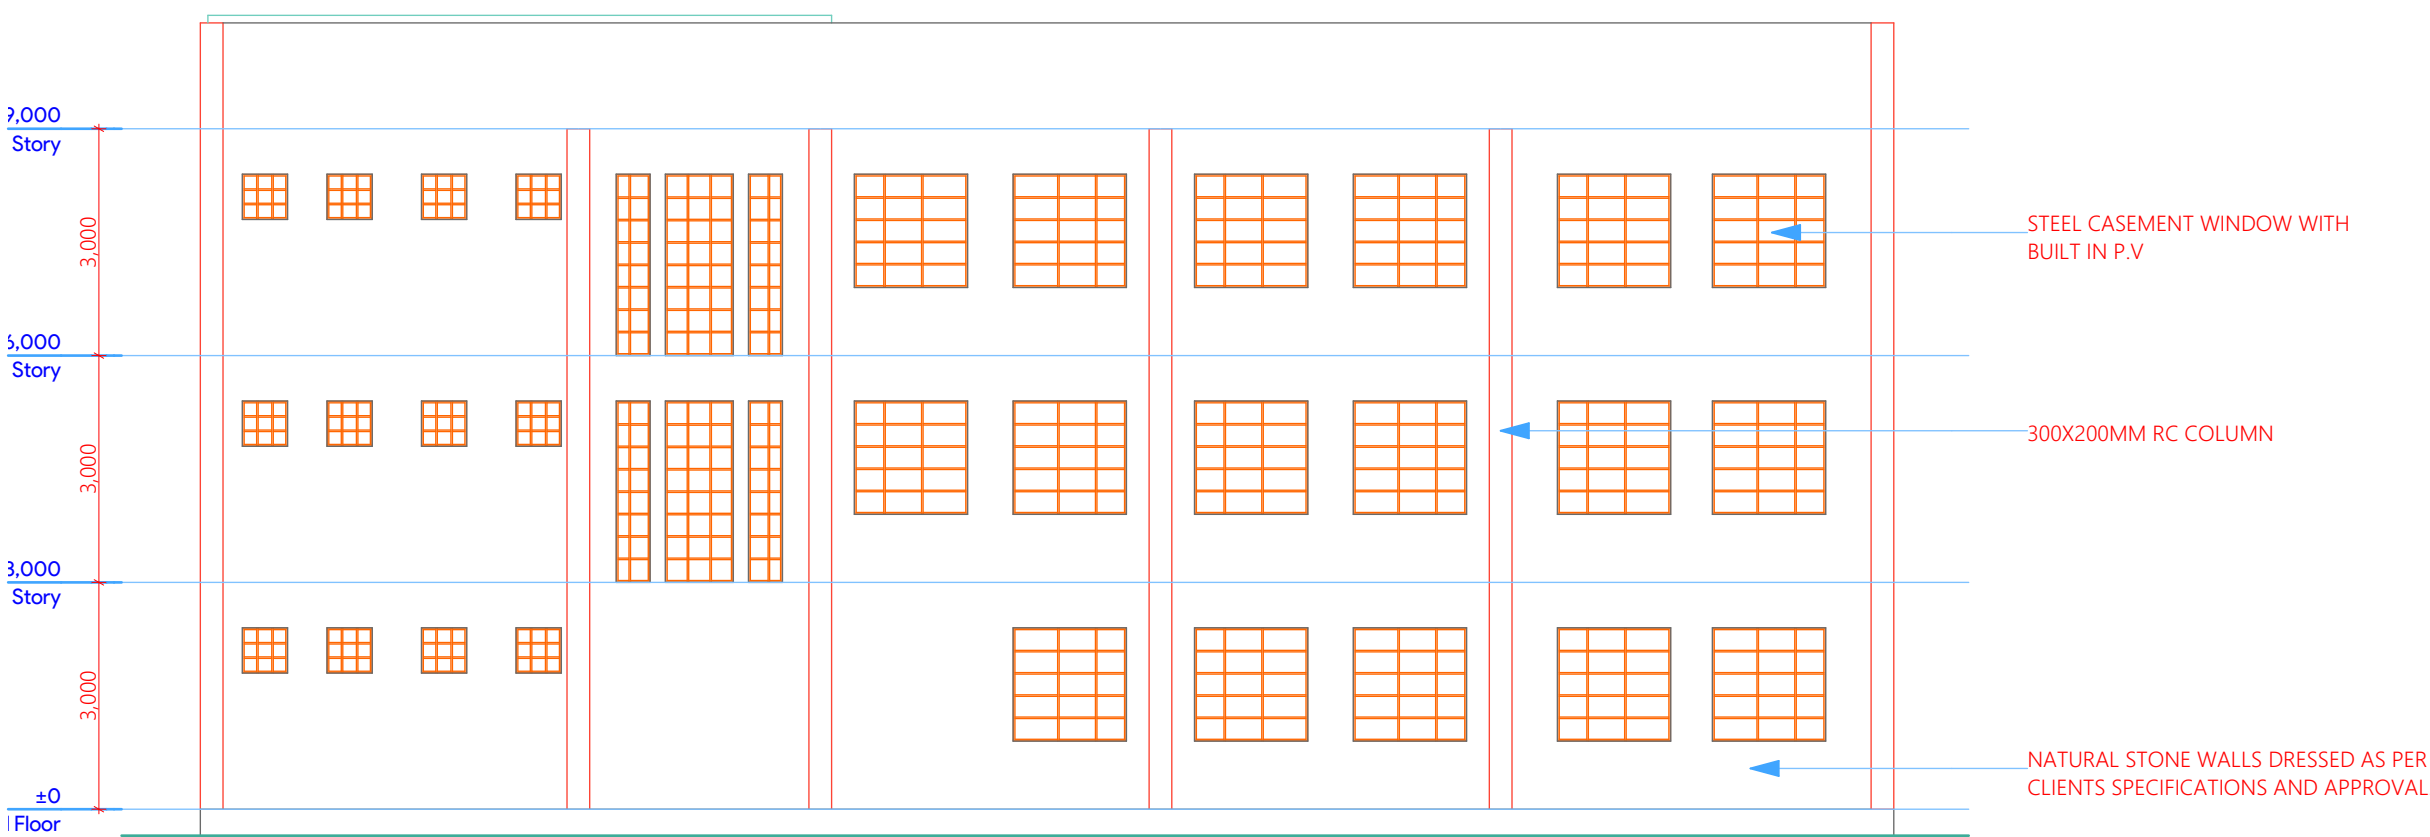 ,000
Story
3,000
STEEL CASEMENT WINDOW WITH
BUILT IN P.V
,000
Story
3,000
300X200MM RC COLUMN
,000
Story
3,000
NATURAL STONE WALLS DRESSED AS PER
CLIENTS SPECIFICATIONS AND APPROVAL
±0
Floor